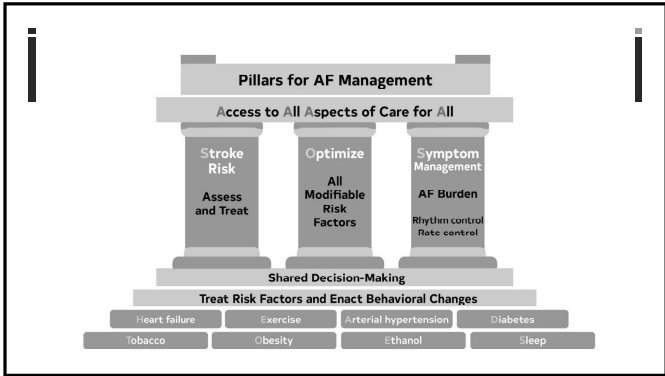 Pillars for AF Management
Access to All Aspects of Care for All
Stroke
Risk
Assess
and Treat
Optimize
All
Modifiable
Risk
Factors
Symptom
Management
AF Burden
Rhythm control
Rate control
Shared Decision-Making
Treat Risk Factors and Enact Behavioral Changes
Heart failure Exercise Arterial hypertension Diabetes
Tobacco Obesity Ethanol Sleep